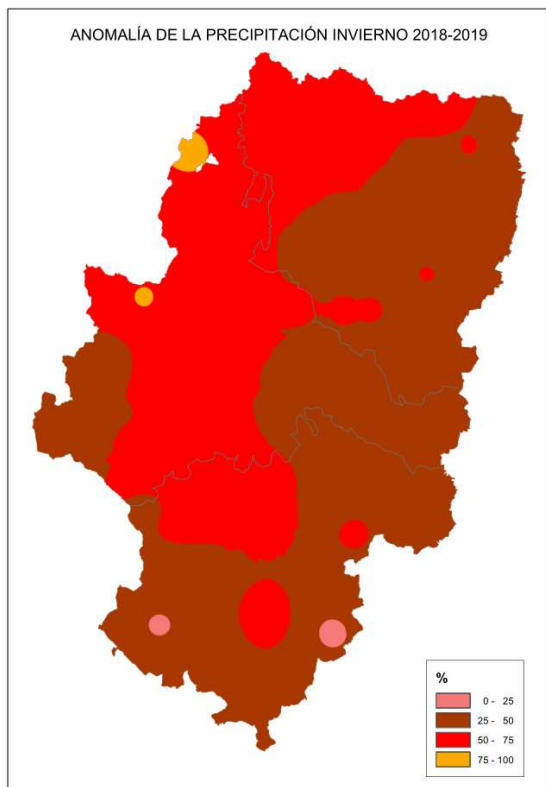 ANOMALÍA DE LA PRECIPITACIÓN INVIERNO 2018-2019
%
0 - 25
25 - 50
50 - 75
75 - 100